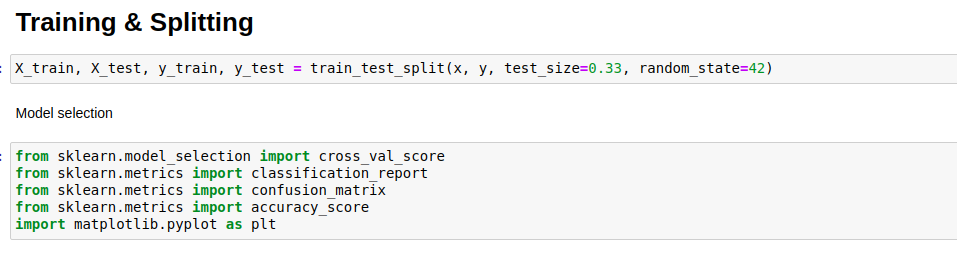 Training & Splitting
X_train, X_test, y_train, y_test = train_test_split(x, y, test_size=0.33, random_state=42)
Model selection
from sklearn.model_selection import cross_val_score
from sklearn.metrics import classification_report
from sklearn.metrics import confusion_matrix
from sklearn.metrics import accuracy_score
import matplotlib.pyplot as plt